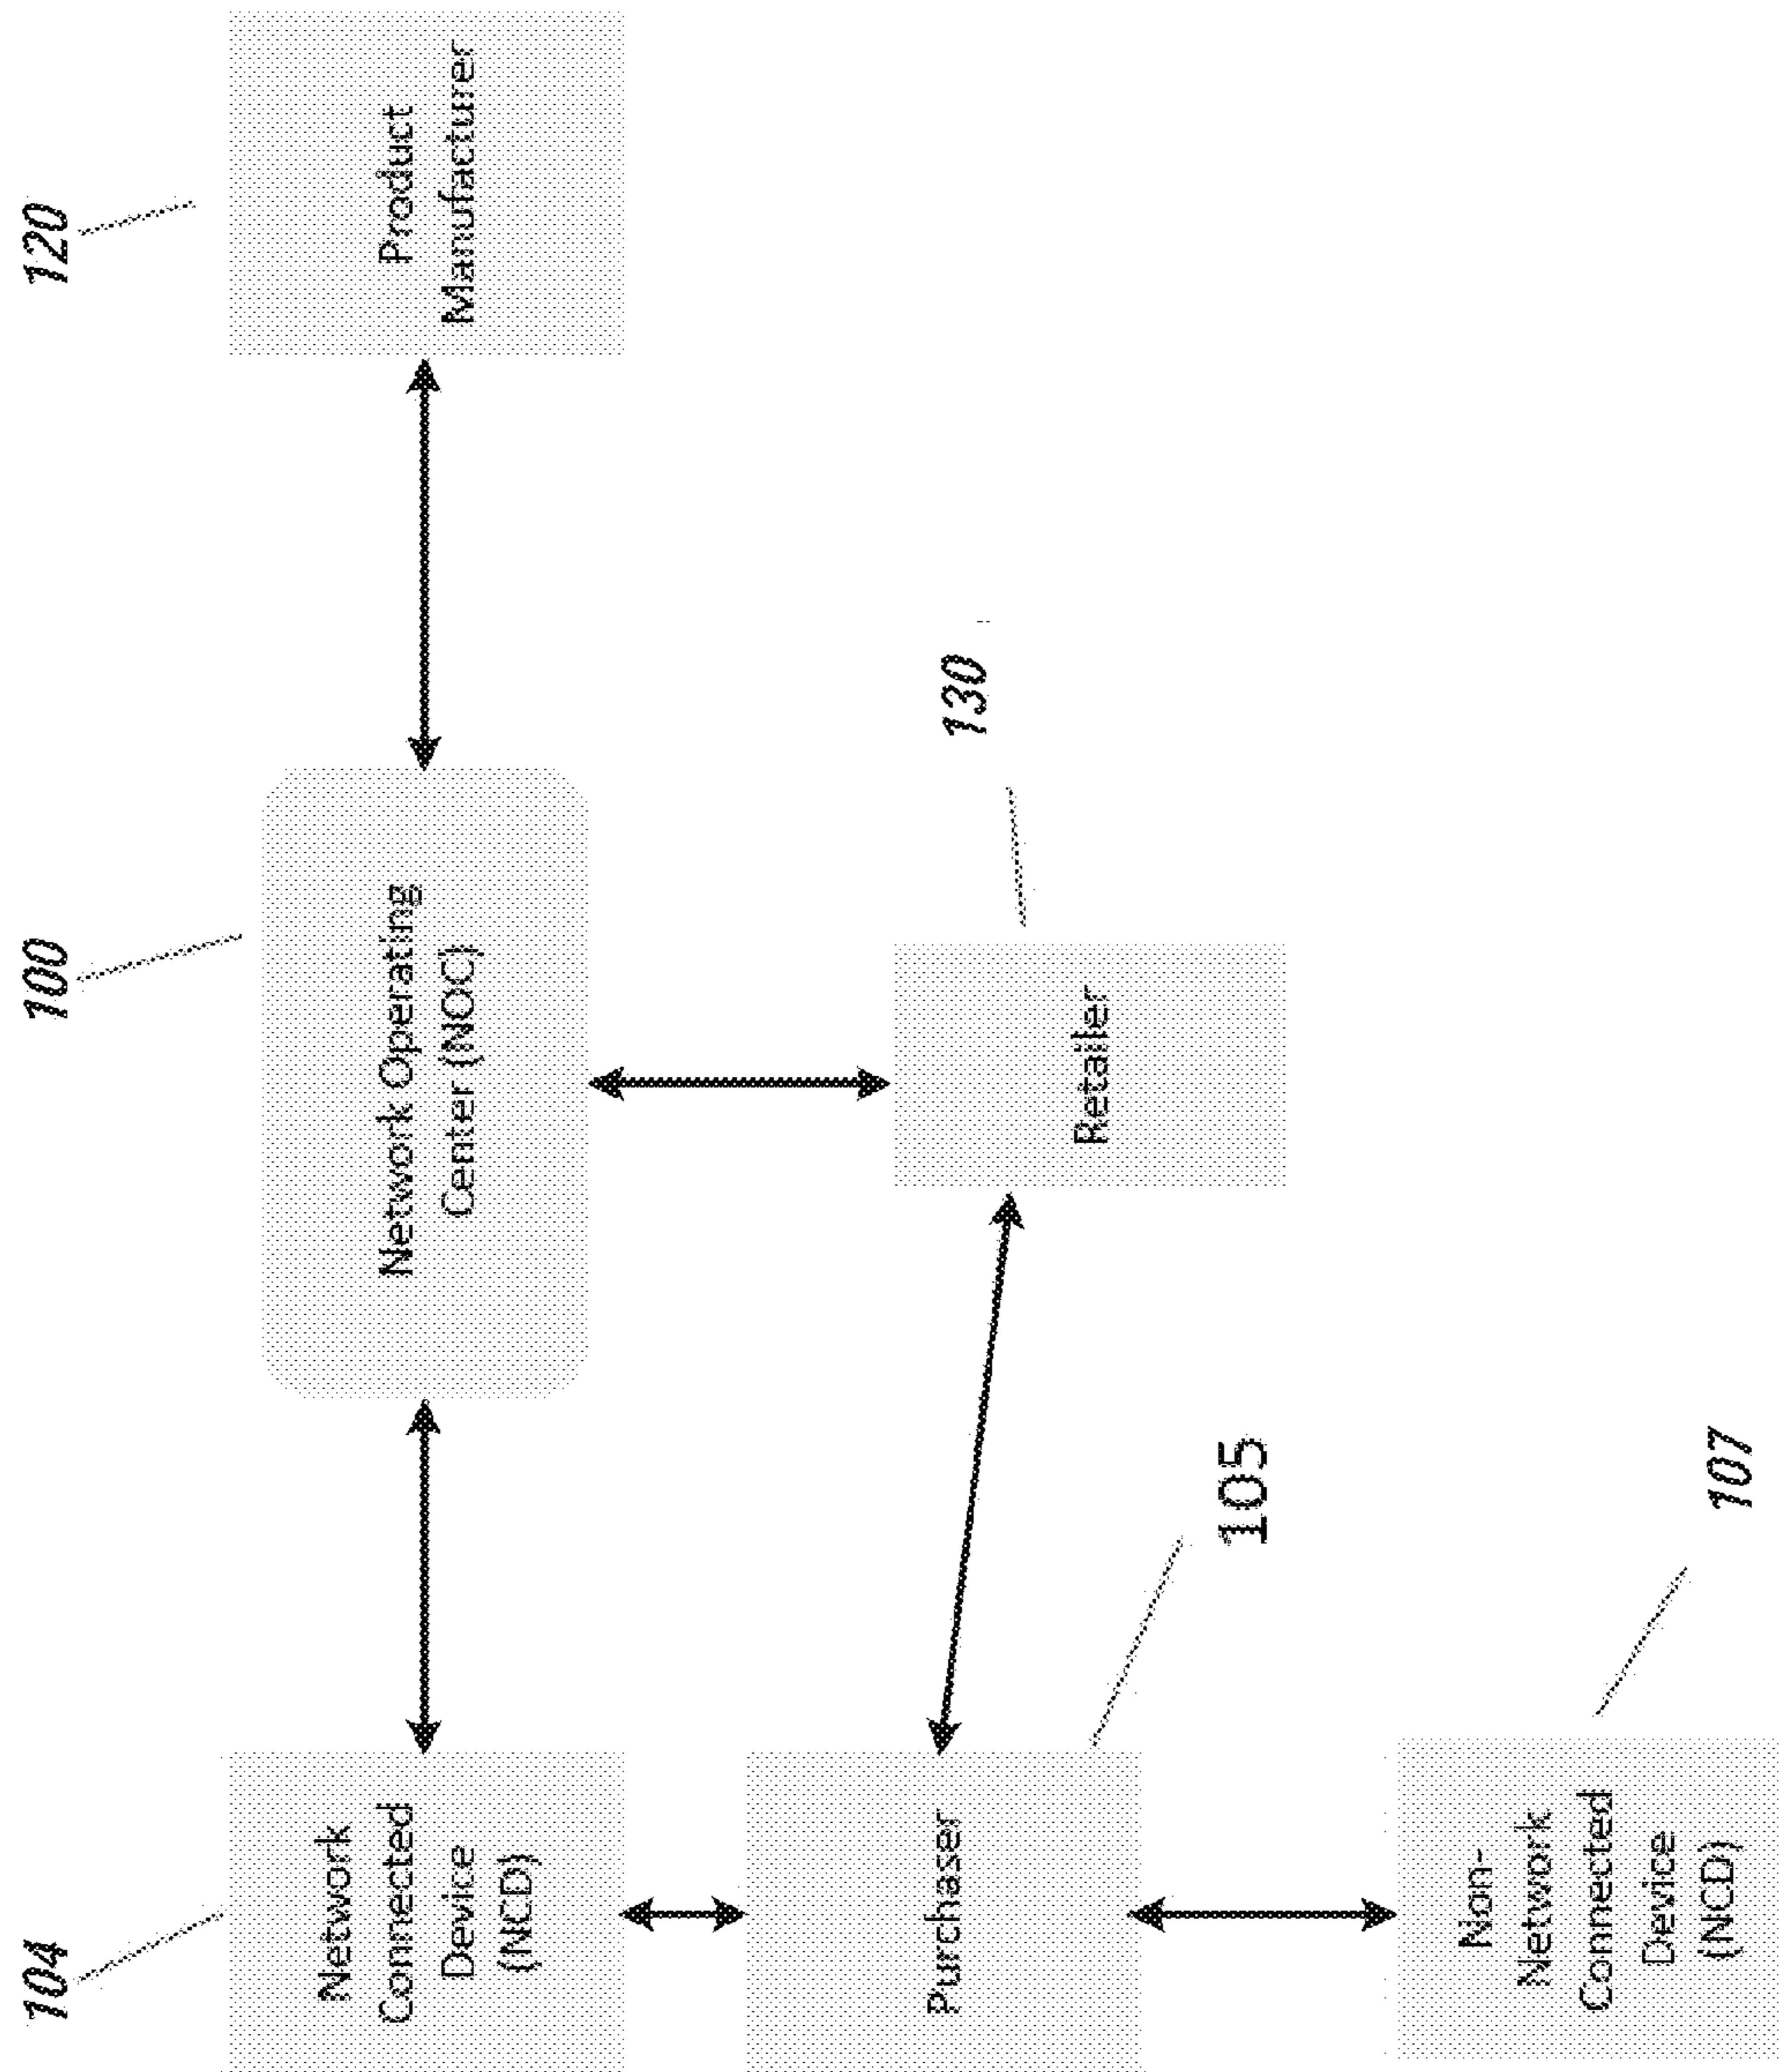 104
100
120
Network
Connected
Device
(NCD)
Network Operating
Center (NOC)
Product
Manufacturer
130
Purchaser
Retailer
105
Non-
Network
Connected
Device
(NCD)
107